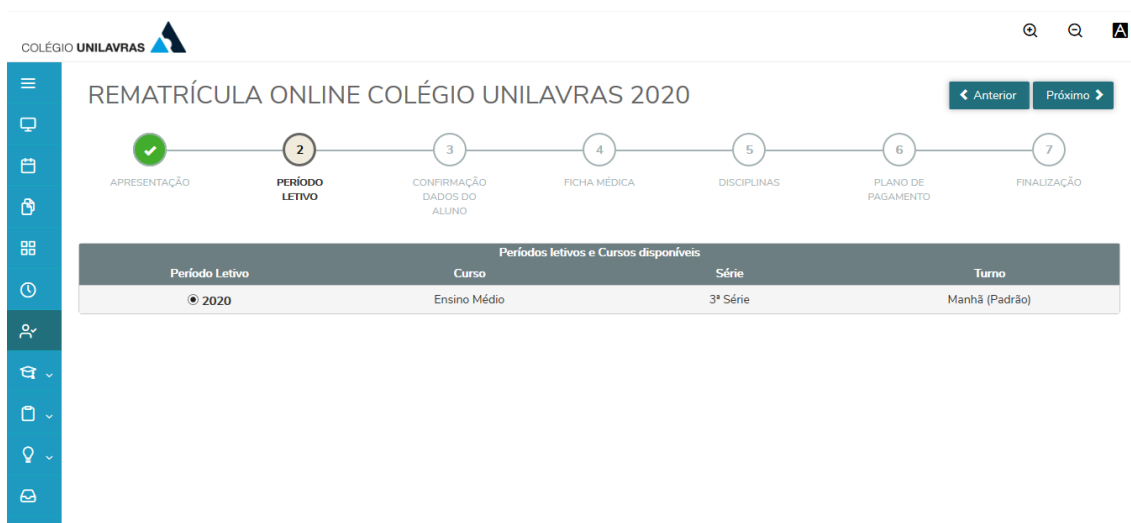 COLÉGIO UNILAVRAS
A
REMATRÍCULA ONLINE COLÉGIO UNILAVRAS 2020
Anterior
Próximo
2
3
4
5
6
7
APRESENTAÇÃO
PERÍODO
LETIVO
CONFIRMAÇÃO
DADOS DO
ALUNO
FICHA MÉDICA
DISCIPLINAS
PLANO DE
PAGAMENTO
FINALIZAÇÃO
Períodos letivos e Cursos disponíveis
Período Letivo Curso Série Turno
2020 Ensino Médio 3ª Série Manhã (Padrão)